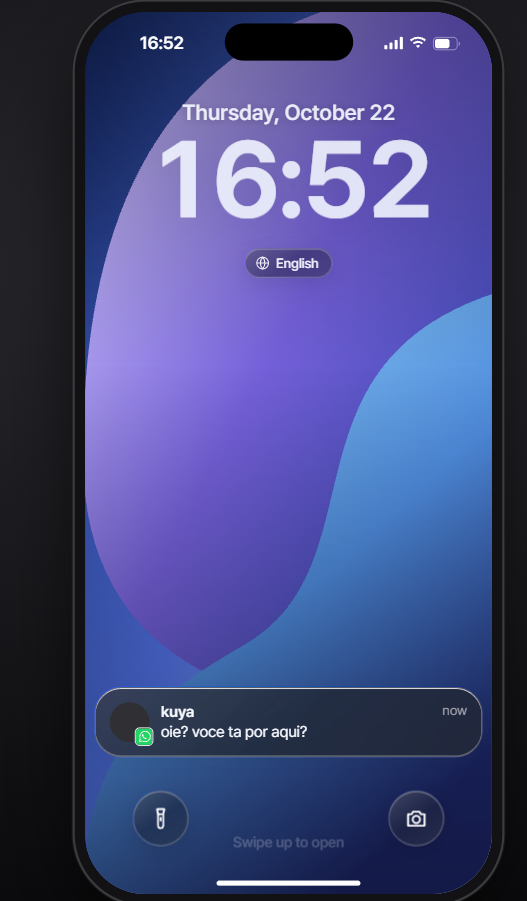 16:52
Thursday, October 22
16:52
English
kuya
now
oie? voce ta por aqui?
Swipe up to open